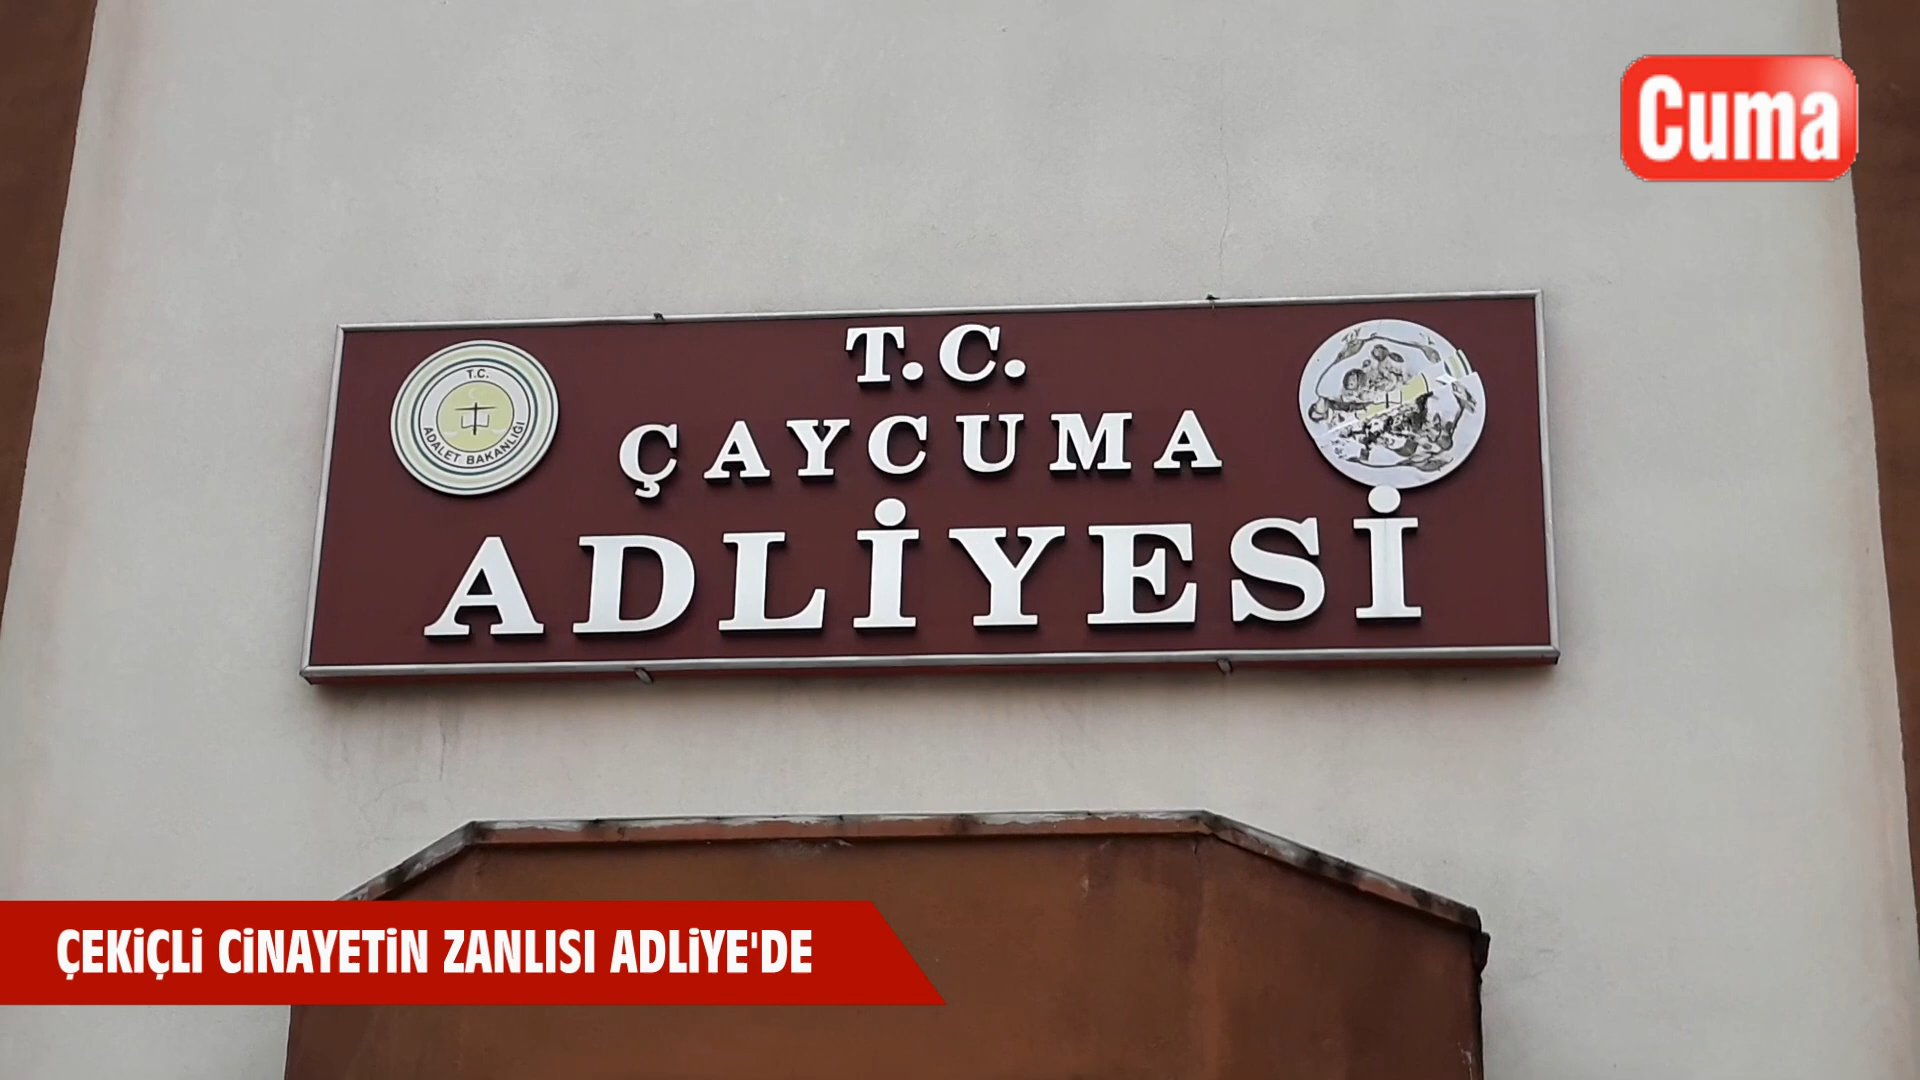 Cuma
T.C.
ADALET BAKANLIĞI
T.C.
ÇAYCUMA
ADLİYESİ
ÇEKİÇLİ CİNAYETİN ZANLISI ADLİYE'DE